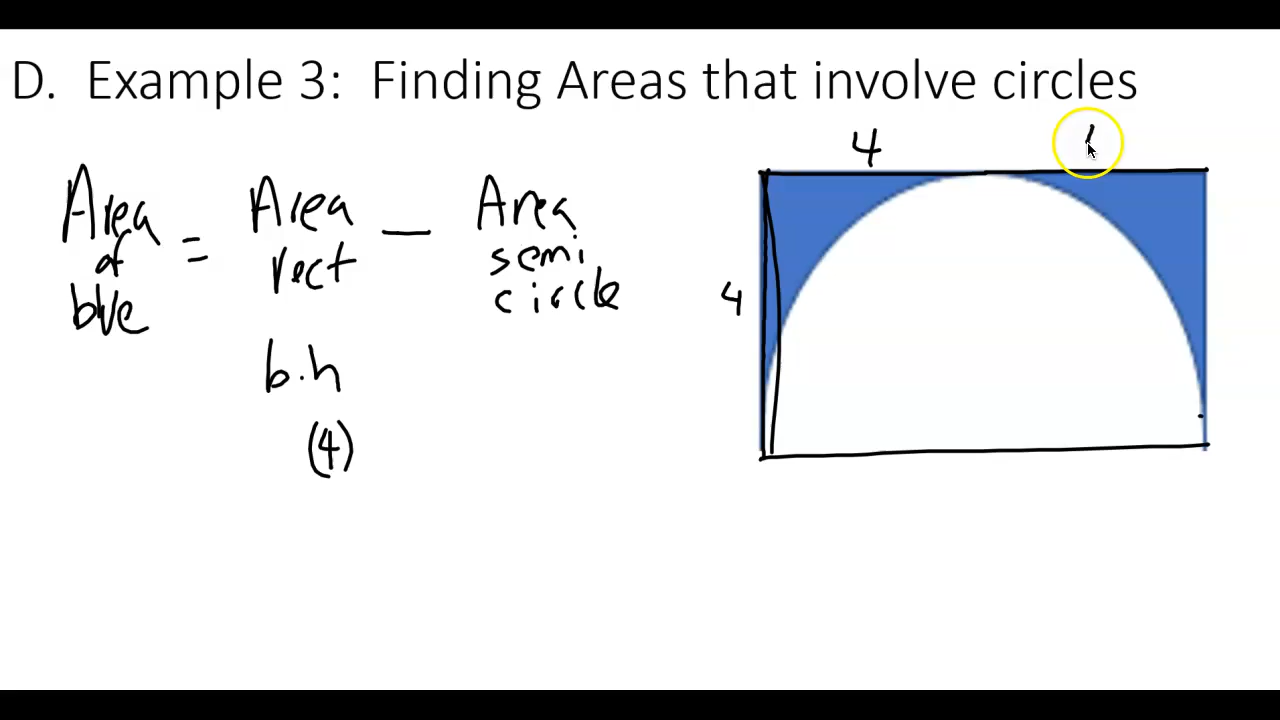 D. Example 3: Finding Areas that involve circles
4
Area of blue = Area rect - Area semi circle
4
b.h
(4)